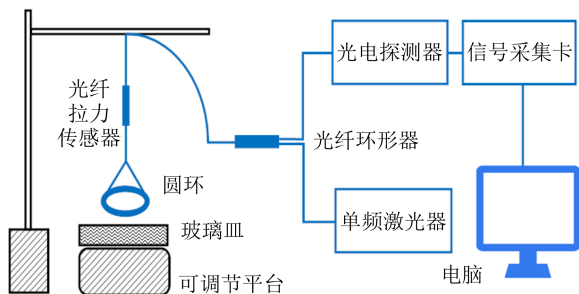 光电探测器
信号采集卡
光纤
拉力
传感器
光纤环形器
圆环
玻璃皿
单频激光器
可调节平台
电脑